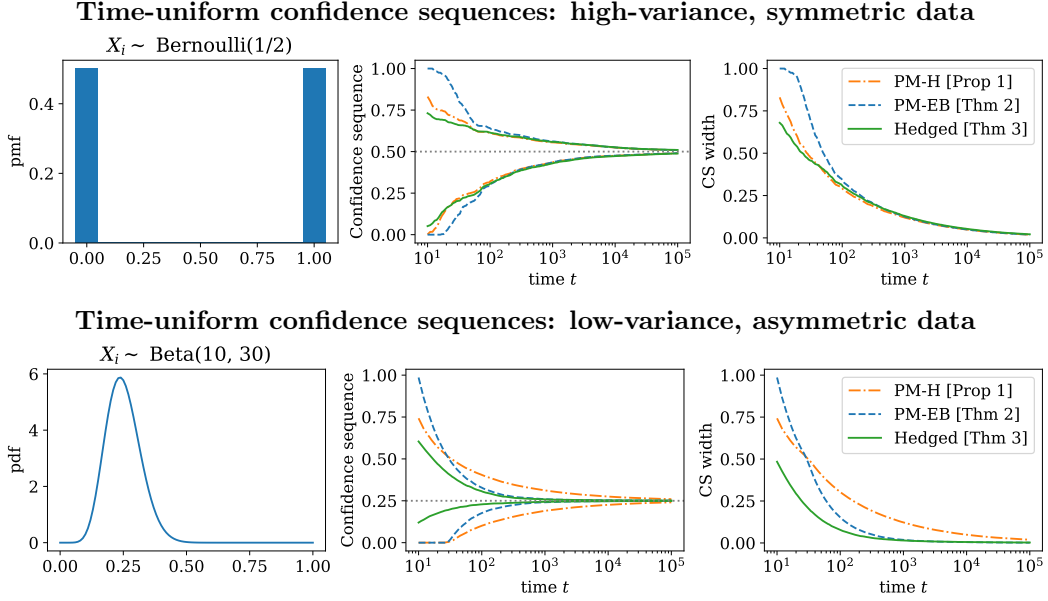 Time-uniform confidence sequences: high-variance, symmetric data
X_i ~ Bernoulli(1/2)
pmf
0.4
0.2
0.0
0.00 0.25 0.50 0.75 1.00
Confidence sequence
1.00
0.75
0.50
0.25
0.00
10^1 10^2 10^3 10^4 10^5
time t
CS width
1.00
0.75
0.50
0.25
0.00
PM-H [Prop 1]
PM-EB [Thm 2]
Hedged [Thm 3]
10^1 10^2 10^3 10^4 10^5
time t
Time-uniform confidence sequences: low-variance, asymmetric data
X_i ~ Beta(10, 30)
pdf
6
4
2
0
0.00 0.25 0.50 0.75 1.00
Confidence sequence
1.00
0.75
0.50
0.25
0.00
10^1 10^2 10^3 10^4 10^5
time t
CS width
1.00
0.75
0.50
0.25
0.00
PM-H [Prop 1]
PM-EB [Thm 2]
Hedged [Thm 3]
10^1 10^2 10^3 10^4 10^5
time t